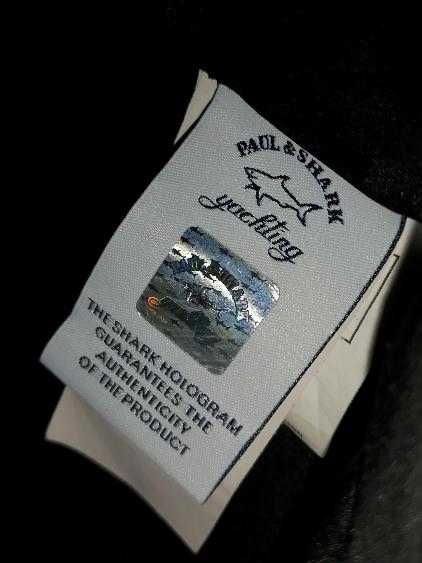 PAUL & SHARK
yachting
THE SHARK HOLOGRAM
GUARANTEES THE
AUTHENTICITY
OF THE PRODUCT